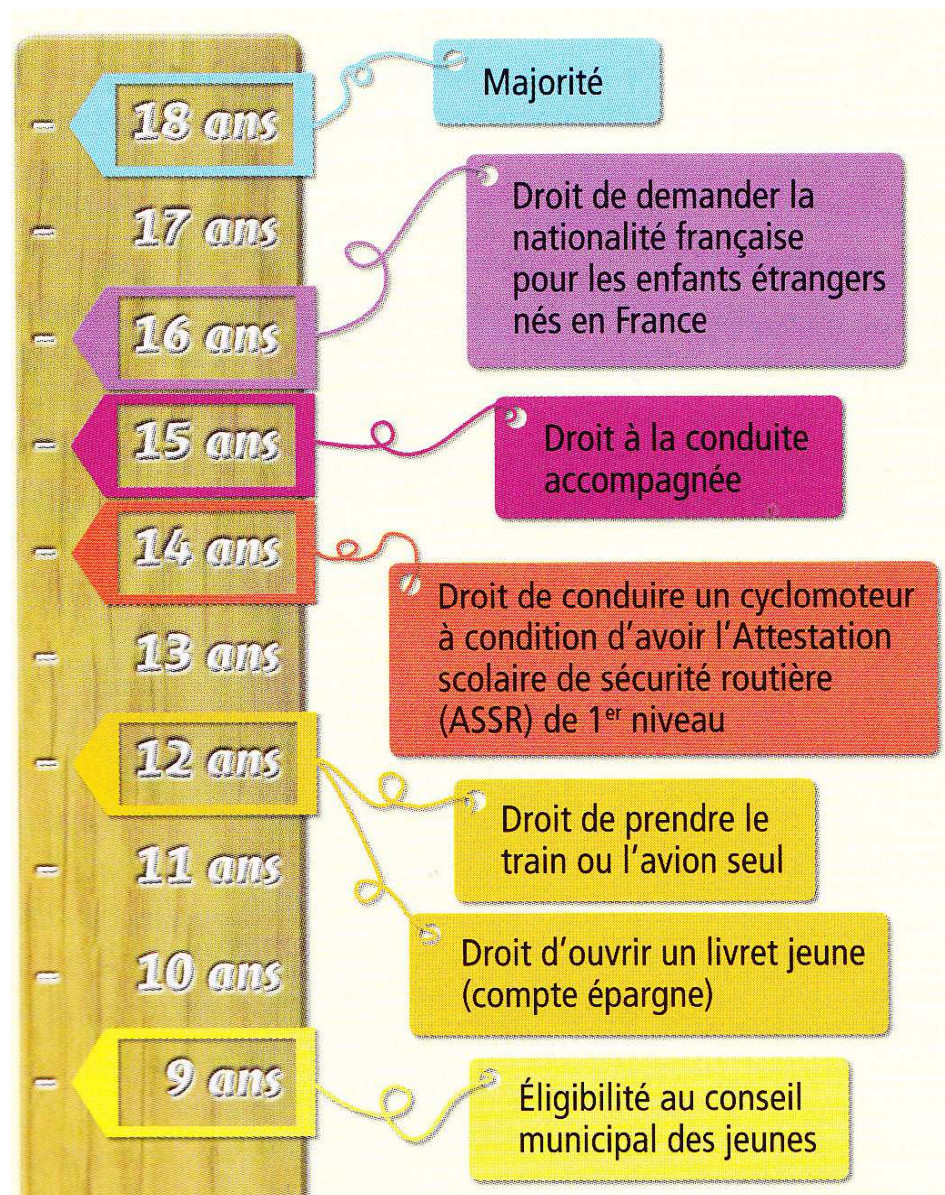 18 ans
Majorité
17 ans
16 ans
Droit de demander la
nationalité française
pour les enfants étrangers
nés en France
15 ans
Droit à la conduite
accompagnée
14 ans
Droit de conduire un cyclomoteur
à condition d'avoir l'Attestation
scolaire de sécurité routière
(ASSR) de 1er niveau
13 ans
12 ans
Droit de prendre le
train ou l'avion seul
Droit d'ouvrir un livret jeune
(compte épargne)
11 ans
10 ans
9 ans
Éligibilité au conseil
municipal des jeunes